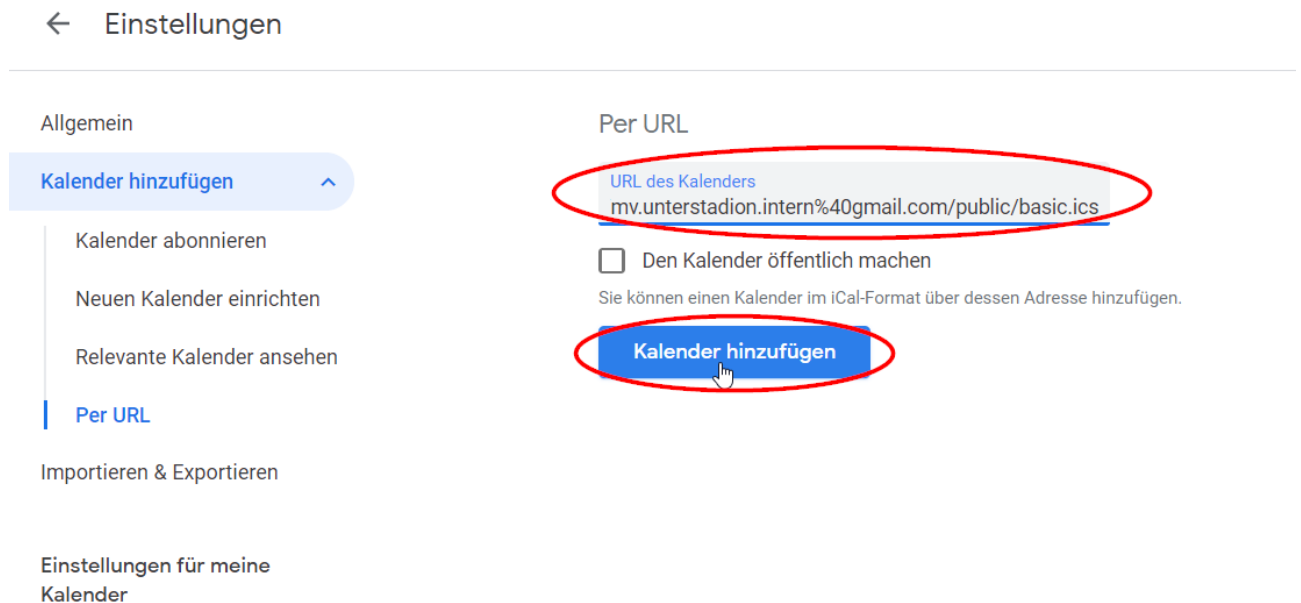 Einstellungen
Allgemein
Kalender hinzufügen
Kalender abonnieren
Neuen Kalender einrichten
Relevante Kalender ansehen
Per URL
Importieren & Exportieren
Einstellungen für meine
Kalender
Per URL
URL des Kalenders
mv.unterstadion.intern%40gmail.com/public/basic.ics
Den Kalender öffentlich machen
Sie können einen Kalender im iCal-Format über dessen Adresse hinzufügen.
Kalender hinzufügen